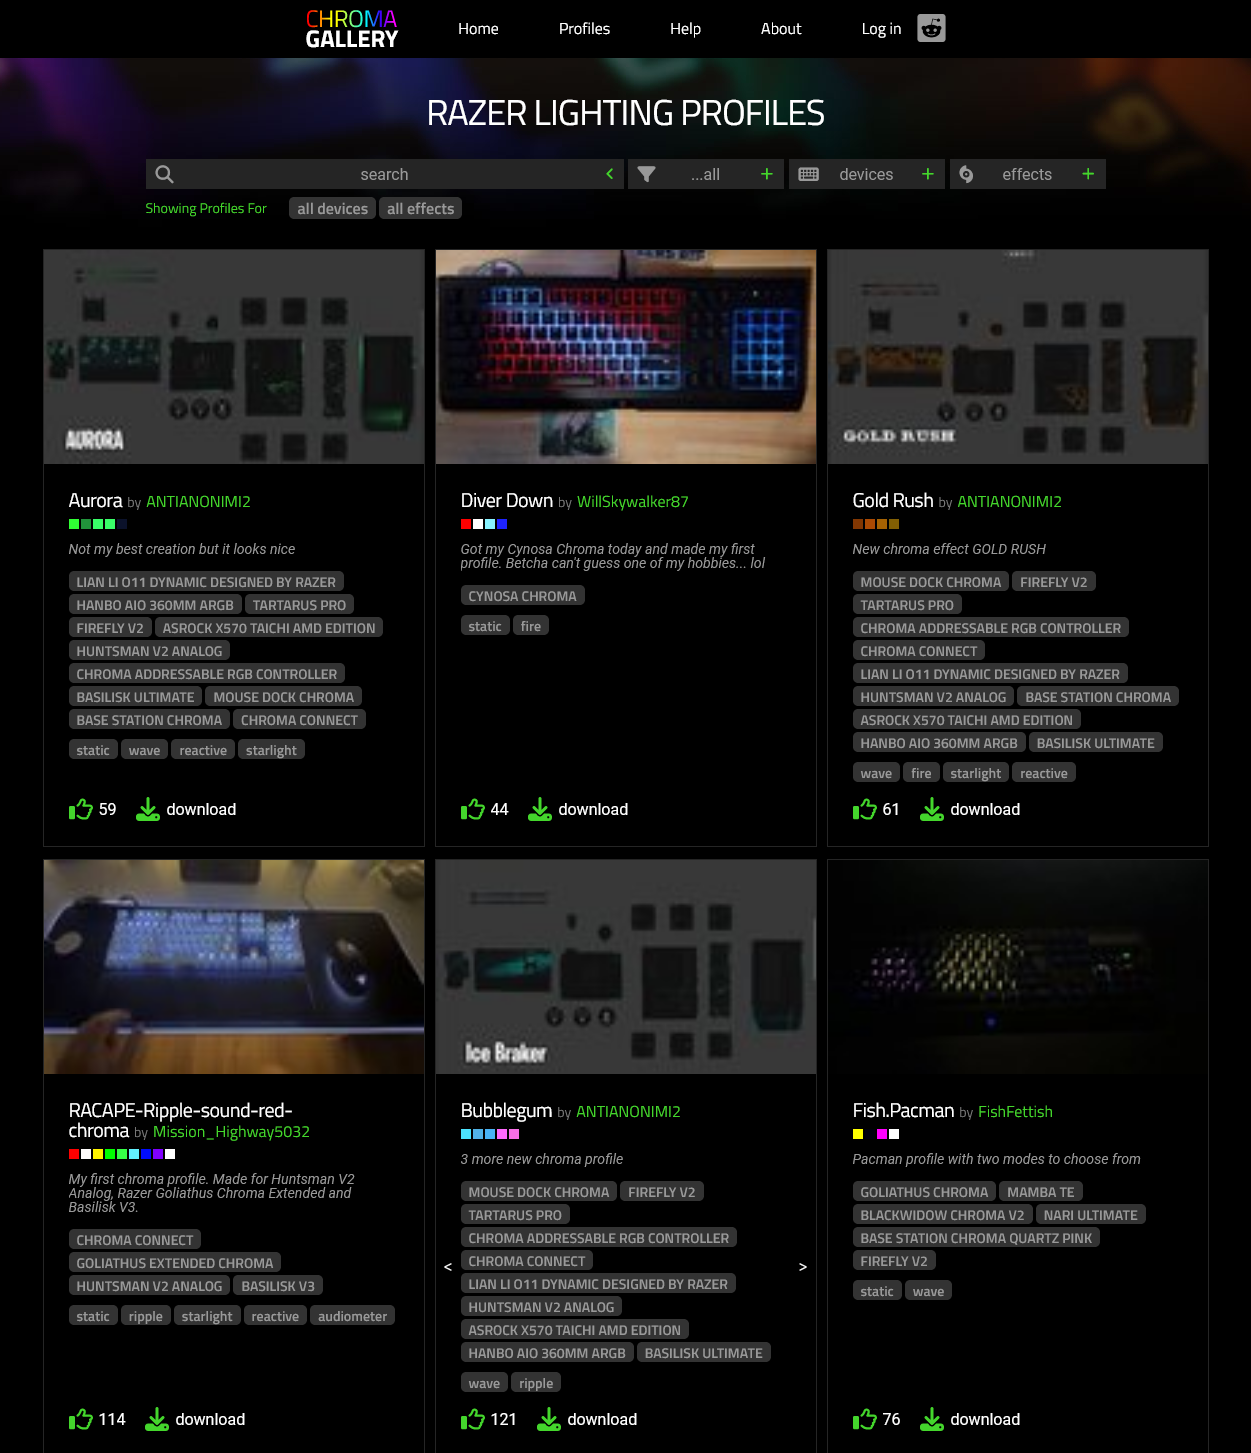 CHROMA
GALLERY
Home
Profiles
Help
About
Log in
RAZER LIGHTING PROFILES
search
<
...all
+
devices
+
effects
+
Showing Profiles For
all devices
all effects
AURORA
GOLD RUSH
Aurora by ANTIANONIMI2
Not my best creation but it looks nice
LIAN LI O11 DYNAMIC DESIGNED BY RAZER
HANBO AIO 360MM ARGB
TARTARUS PRO
FIREFLY V2
ASROCK X570 TAICHI AMD EDITION
HUNTSMAN V2 ANALOG
CHROMA ADDRESSABLE RGB CONTROLLER
BASILISK ULTIMATE
MOUSE DOCK CHROMA
BASE STATION CHROMA
CHROMA CONNECT
static
wave
reactive
starlight
59
download
Diver Down by WillSkywalker87
Got my Cynosa Chroma today and made my first
profile. Betcha can't guess one of my hobbies... lol
CYNOSA CHROMA
static
fire
44
download
Gold Rush by ANTIANONIMI2
New chroma effect GOLD RUSH
MOUSE DOCK CHROMA
FIREFLY V2
TARTARUS PRO
CHROMA ADDRESSABLE RGB CONTROLLER
CHROMA CONNECT
LIAN LI O11 DYNAMIC DESIGNED BY RAZER
HUNTSMAN V2 ANALOG
BASE STATION CHROMA
ASROCK X570 TAICHI AMD EDITION
HANBO AIO 360MM ARGB
BASILISK ULTIMATE
wave
fire
starlight
reactive
61
download
Ice Braker
RACAPE-Ripple-sound-red-
chroma by Mission_Highway5032
My first chroma profile. Made for Huntsman V2
Analog, Razer Goliathus Chroma Extended and
Basilisk V3.
CHROMA CONNECT
GOLIATHUS EXTENDED CHROMA
HUNTSMAN V2 ANALOG
BASILISK V3
static
ripple
starlight
reactive
audiometer
114
download
Bubblegum by ANTIANONIMI2
3 more new chroma profile
MOUSE DOCK CHROMA
FIREFLY V2
TARTARUS PRO
CHROMA ADDRESSABLE RGB CONTROLLER
CHROMA CONNECT
<
>
LIAN LI O11 DYNAMIC DESIGNED BY RAZER
HUNTSMAN V2 ANALOG
ASROCK X570 TAICHI AMD EDITION
HANBO AIO 360MM ARGB
BASILISK ULTIMATE
wave
ripple
121
download
Fish.Pacman by FishFettish
Pacman profile with two modes to choose from
GOLIATHUS CHROMA
MAMBA TE
BLACKWIDOW CHROMA V2
NARI ULTIMATE
BASE STATION CHROMA QUARTZ PINK
FIREFLY V2
static
wave
76
download